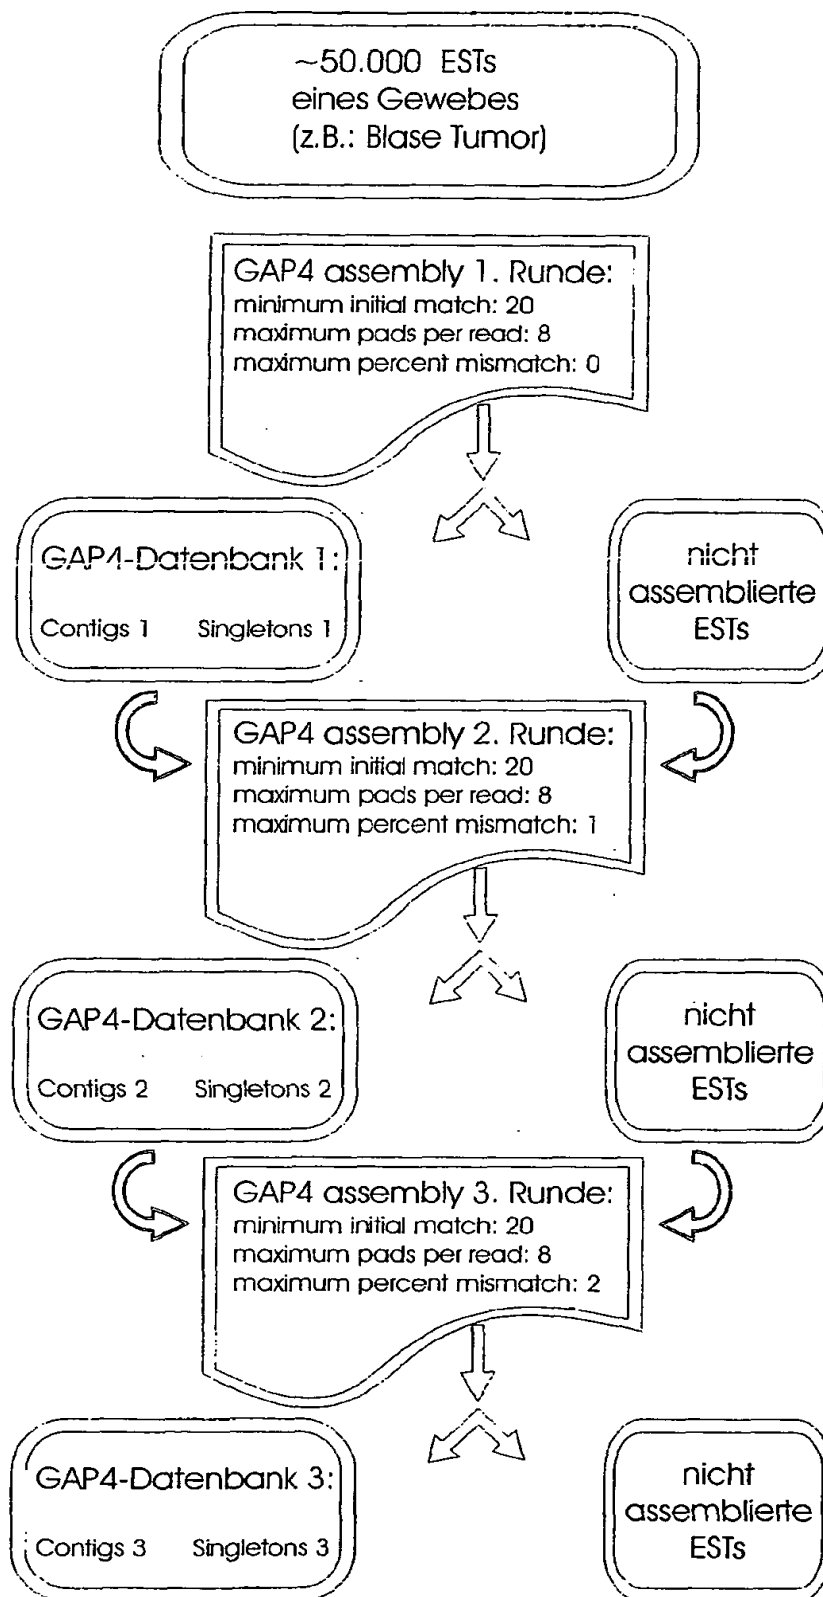 ~50.000 ESTs
eines Gewebes
(z.B.: Blase Tumor)
GAP4 assembly 1. Runde:
minimum initial match: 20
maximum pads per read: 8
maximum percent mismatch: 0
GAP4-Datenbank 1:
Contigs 1 Singletons 1
nicht
assemblierte
ESTs
GAP4 assembly 2. Runde:
minimum initial match: 20
maximum pads per read: 8
maximum percent mismatch: 1
GAP4-Datenbank 2:
Contigs 2 Singletons 2
nicht
assemblierte
ESTs
GAP4 assembly 3. Runde:
minimum initial match: 20
maximum pads per read: 8
maximum percent mismatch: 2
GAP4-Datenbank 3:
Contigs 3 Singletons 3
nicht
assemblierte
ESTs